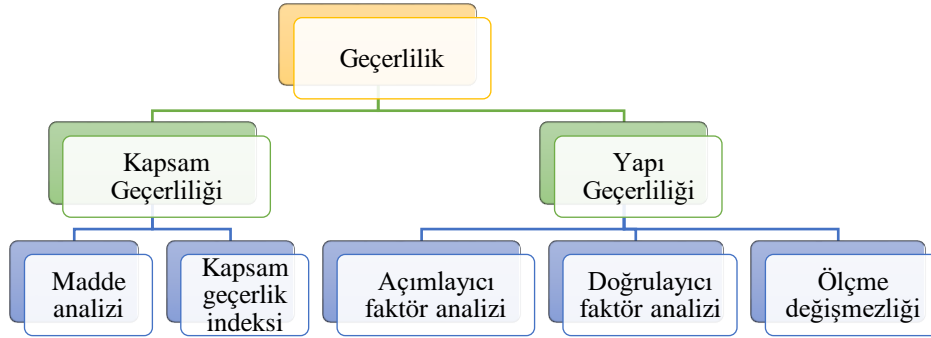 Geçerlilik
Kapsam
Geçerliliği
Yapı
Geçerliliği
Madde
analizi
Kapsam
geçerlik
indeksi
Açımlayıcı
faktör analizi
Doğrulayıcı
faktör analizi
Ölçme
değişmezliği